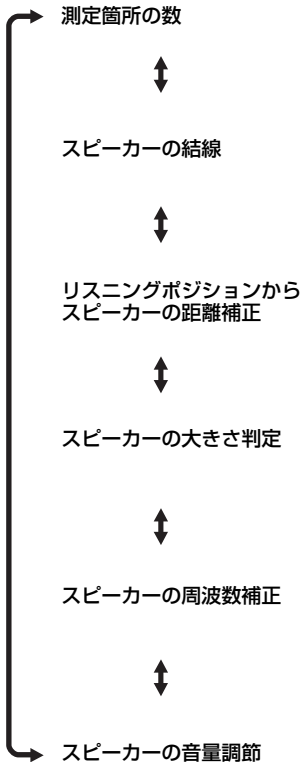 測定箇所の数
スピーカーの結線
リスニングポジションから
スピーカーの距離補正
スピーカーの大きさ判定
スピーカーの周波数補正
スピーカーの音量調節